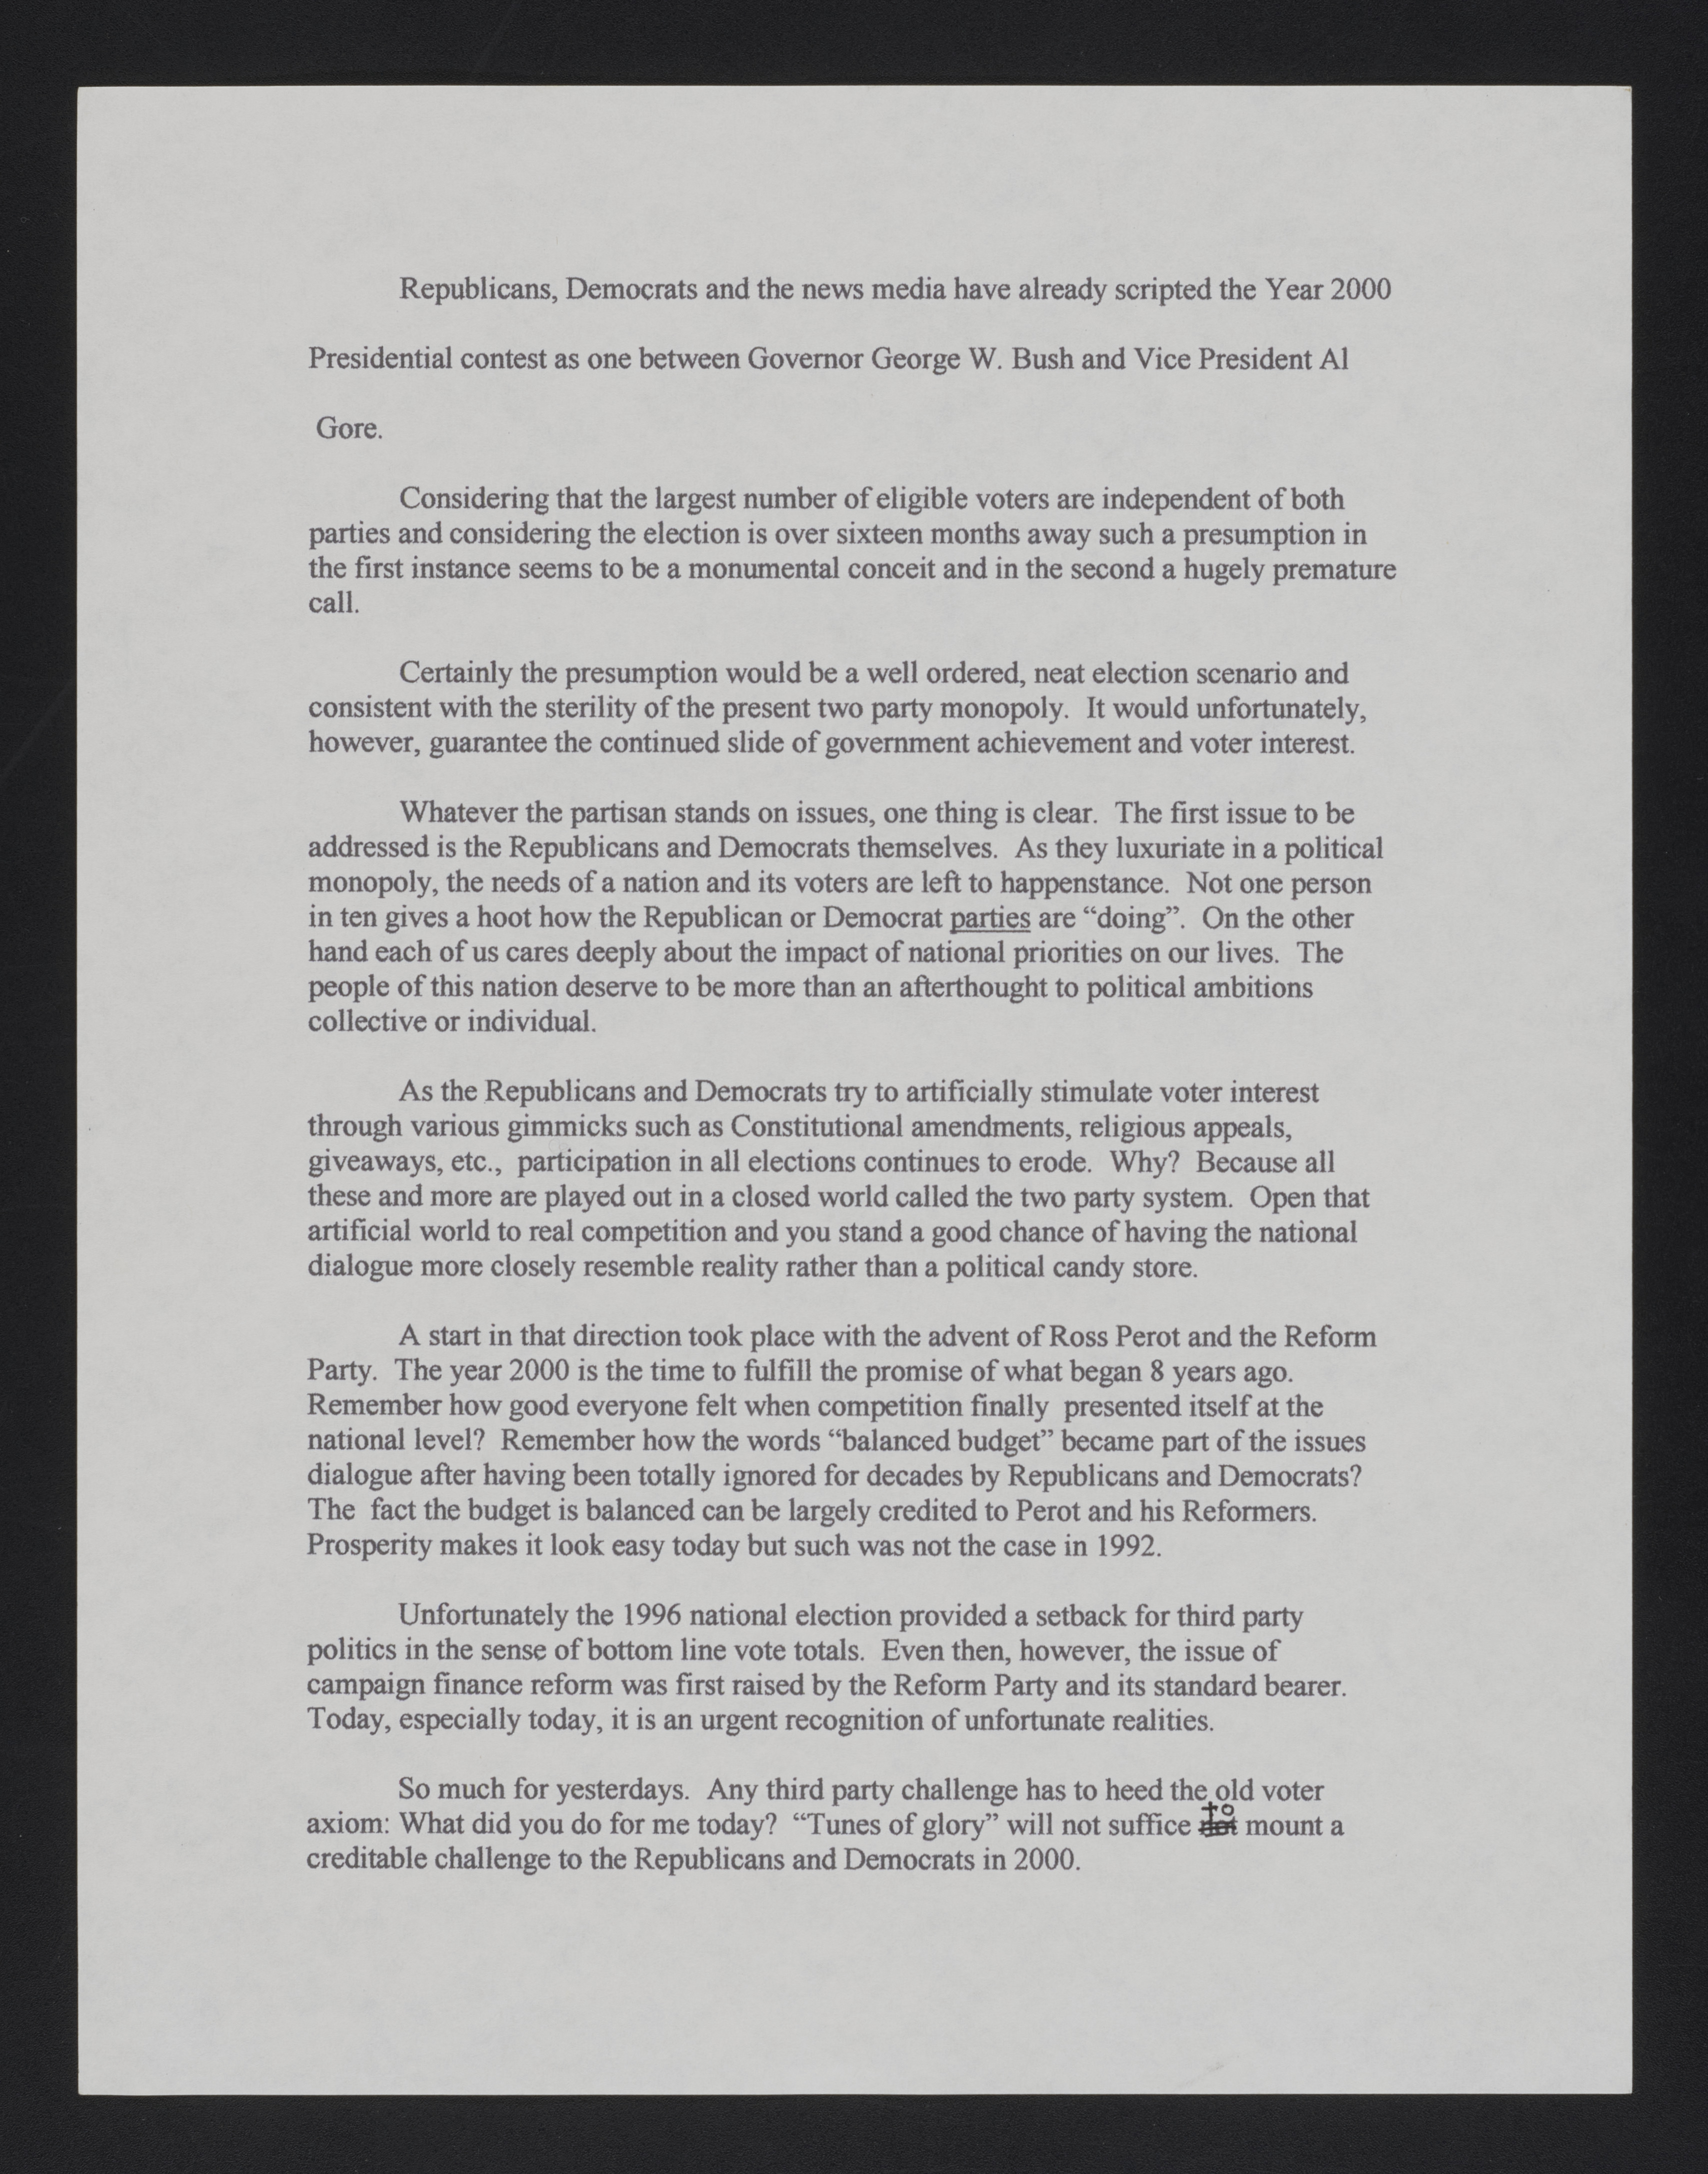 Republicans, Democrats and the news media have already scripted the Year 2000
Presidential contest as one between Governor George W. Bush and Vice President Al
Gore.
Considering that the largest number of eligible voters are independent of both
parties and considering the election is over sixteen months away such a presumption in
the first instance seems to be a monumental conceit and in the second a hugely premature
call.
Certainly the presumption would be a well ordered, neat election scenario and
consistent with the sterility of the present two party monopoly.  It would unfortunately,
however, guarantee the continued slide of government achievement and voter interest.
Whatever the partisan stands on issues, one thing is clear.  The first issue to be
addressed is the Republicans and Democrats themselves.  As they luxuriate in a political
monopoly, the needs of a nation and its voters are left to happenstance.  Not one person
in ten gives a hoot how the Republican or Democrat parties are “doing”.  On the other
hand each of us cares deeply about the impact of national priorities on our lives.  The
people of this nation deserve to be more than an afterthought to political ambitions
collective or individual.
As the Republicans and Democrats try to artificially stimulate voter interest
through various gimmicks such as Constitutional amendments, religious appeals,
giveaways, etc.,  participation in all elections continues to erode.  Why?  Because all
these and more are played out in a closed world called the two party system.  Open that
artificial world to real competition and you stand a good chance of having the national
dialogue more closely resemble reality rather than a political candy store.
A start in that direction took place with the advent of Ross Perot and the Reform
Party.  The year 2000 is the time to fulfill the promise of what began 8 years ago.
Remember how good everyone felt when competition finally  presented itself at the
national level?  Remember how the words “balanced budget” became part of the issues
dialogue after having been totally ignored for decades by Republicans and Democrats?
The  fact the budget is balanced can be largely credited to Perot and his Reformers.
Prosperity makes it look easy today but such was not the case in 1992.
Unfortunately the 1996 national election provided a setback for third party
politics in the sense of bottom line vote totals.  Even then, however, the issue of
campaign finance reform was first raised by the Reform Party and its standard bearer.
Today, especially today, it is an urgent recognition of unfortunate realities.
So much for yesterdays.  Any third party challenge has to heed the old voter
axiom: What did you do for me today?  “Tunes of glory” will not suffice to mount a
creditable challenge to the Republicans and Democrats in 2000.